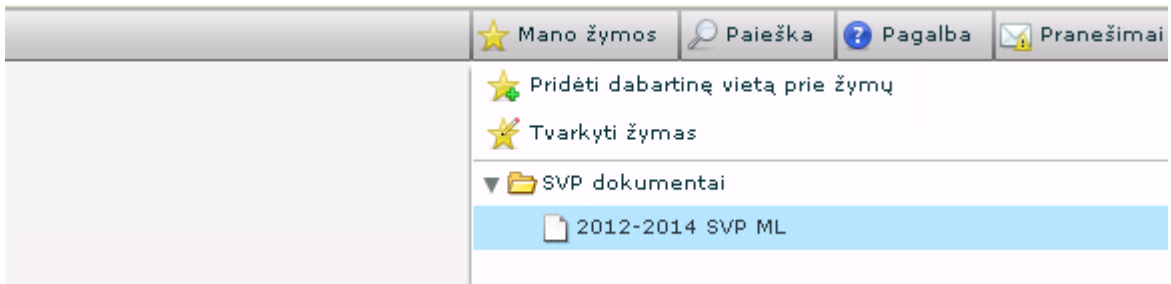 Mano žymos Paieška Pagalba Pranešimai
Pridėti dabartinę vietą prie žymų
Tvarkyti žymas
SVP dokumentai
2012-2014 SVP ML